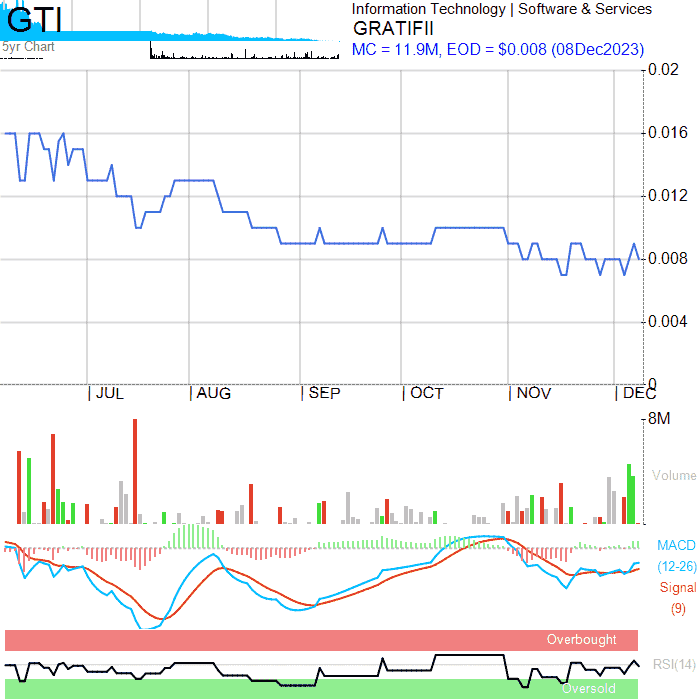 GTI
5yr Chart
Information Technology | Software & Services
GRATIFII
MC = 11.9M, EOD = $0.008 (08Dec2023)
0.02
0.016
0.012
0.008
0.004
0
JUL AUG SEP OCT NOV DEC
8M
Volume
MACD
(12-26)
Signal
(9)
Overbought
RSI(14)
Oversold